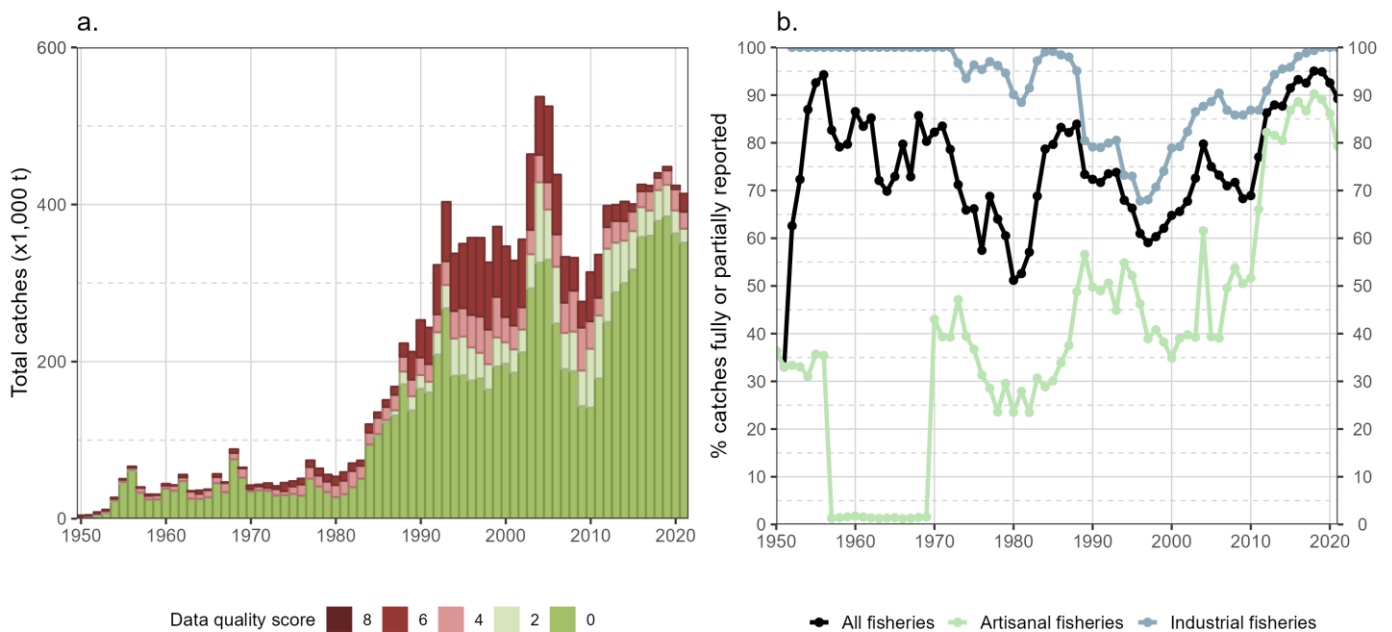 a.
Total catches (x1,000 t)
600
400
200
0
1950 1960 1970 1980 1990 2000 2010 2020
Data quality score 8 6 4 2 0
b.
% catches fully or partially reported
100 100
90 90
80 80
70 70
60 60
50 50
40 40
30 30
20 20
10 10
0 0
1950 1960 1970 1980 1990 2000 2010 2020
All fisheries Artisanal fisheries Industrial fisheries